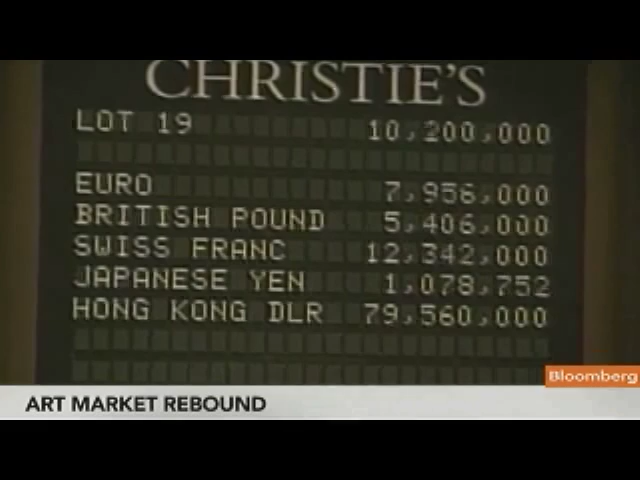 CHRISTIE'S
LOT 19 10,200,000
EURO 7,956,000
BRITISH POUND 5,406,000
SWISS FRANC 12,342,000
JAPANESE YEN 1,078,752
HONG KONG DLR 79,560,000
Bloomberg
ART MARKET REBOUND